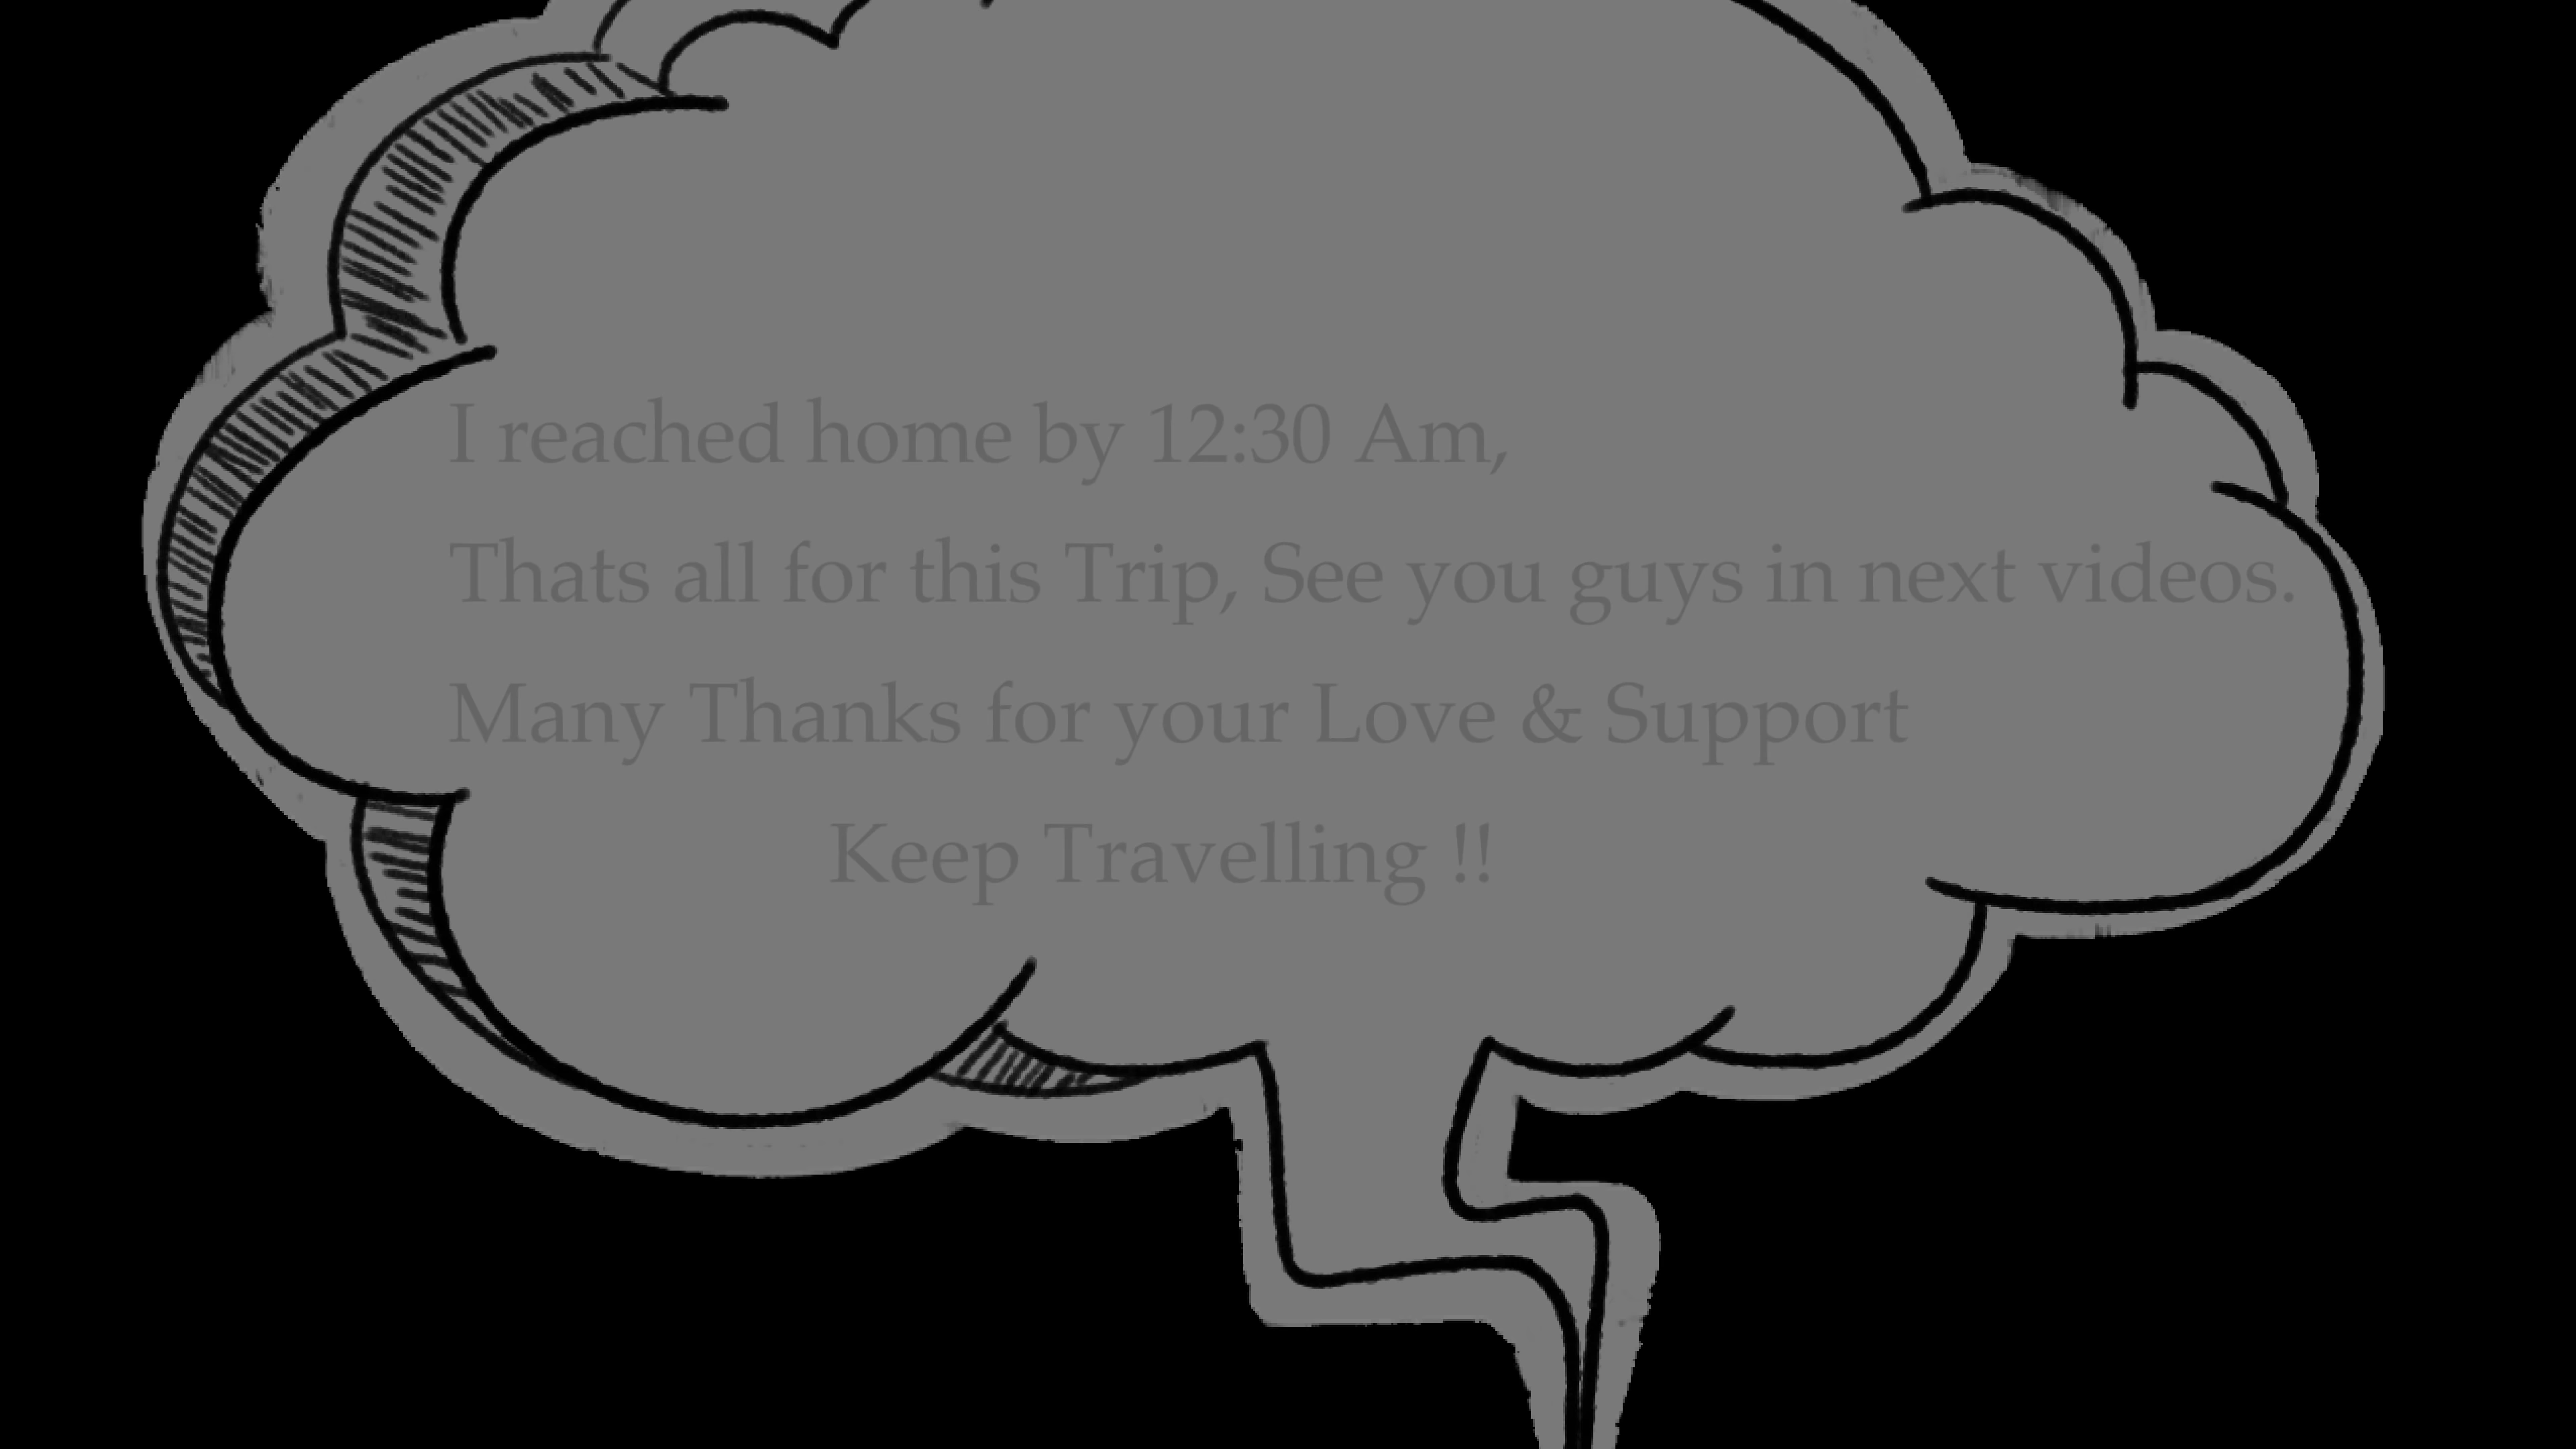 I reached home by 12:30 Am,
Thats all for this Trip, See you guys in next videos.
Many Thanks for your Love & Support
Keep Travelling !!